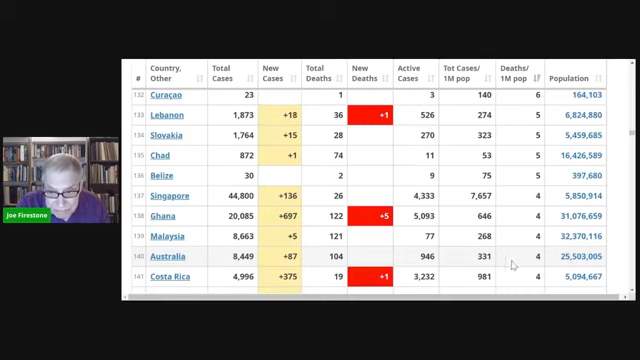 # Country, Other Total Cases New Cases Total Deaths New Deaths Active Cases Tot Cases/ 1M pop Deaths/ 1M pop Population
132 Curaçao 23 1 3 140 6 164,103
133 Lebanon 1,873 +18 36 +1 526 274 5 6,824,880
134 Slovakia 1,764 +15 28 270 323 5 5,459,685
135 Chad 872 +1 74 11 53 5 16,426,589
136 Belize 30 2 9 75 5 397,680
137 Singapore 44,800 +136 26 4,333 7,657 4 5,850,914
138 Ghana 20,085 +697 122 +5 5,093 646 4 31,076,659
139 Malaysia 8,663 +5 121 77 268 4 32,370,116
140 Australia 8,449 +87 104 946 331 4 25,503,005
141 Costa Rica 4,996 +375 19 +1 3,232 981 4 5,094,667
Joe Firestone